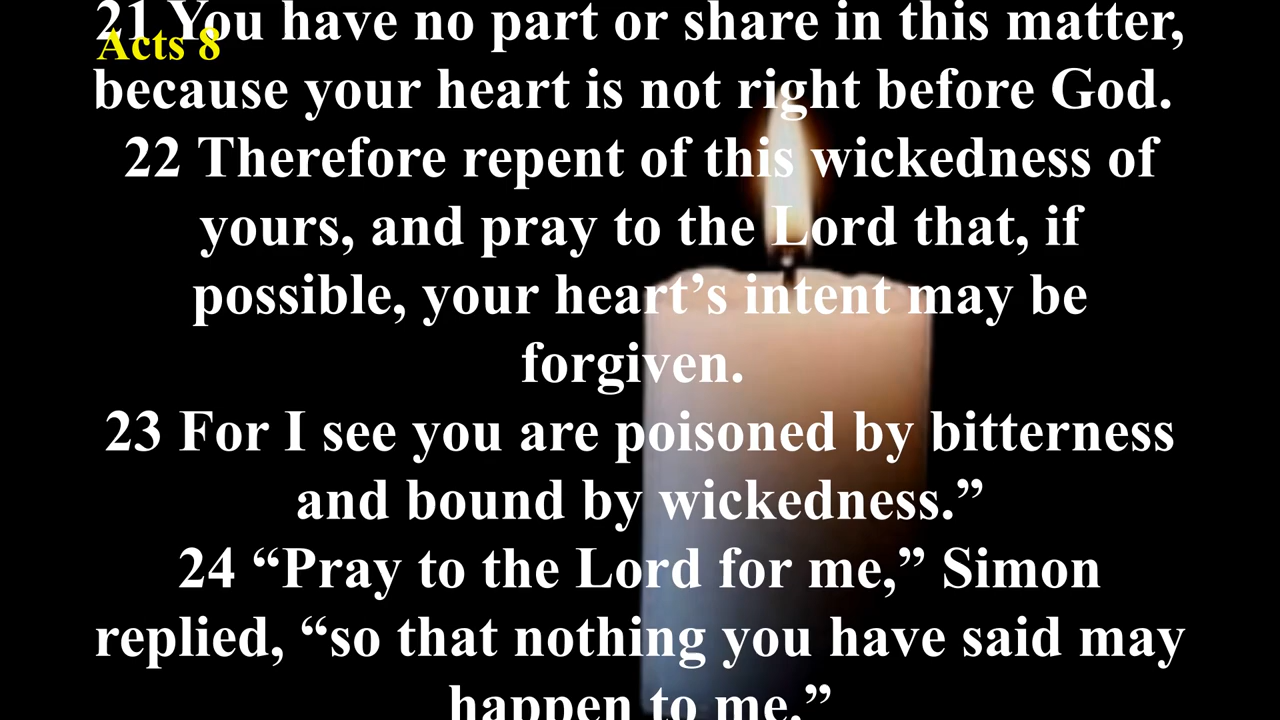 21 You have no part or share in this matter,
Acts 8
because your heart is not right before God.
22 Therefore repent of this wickedness of
yours, and pray to the Lord that, if
possible, your heart’s intent may be
forgiven.
23 For I see you are poisoned by bitterness
and bound by wickedness.”
24 “Pray to the Lord for me,” Simon
replied, “so that nothing you have said may
happen to me.”